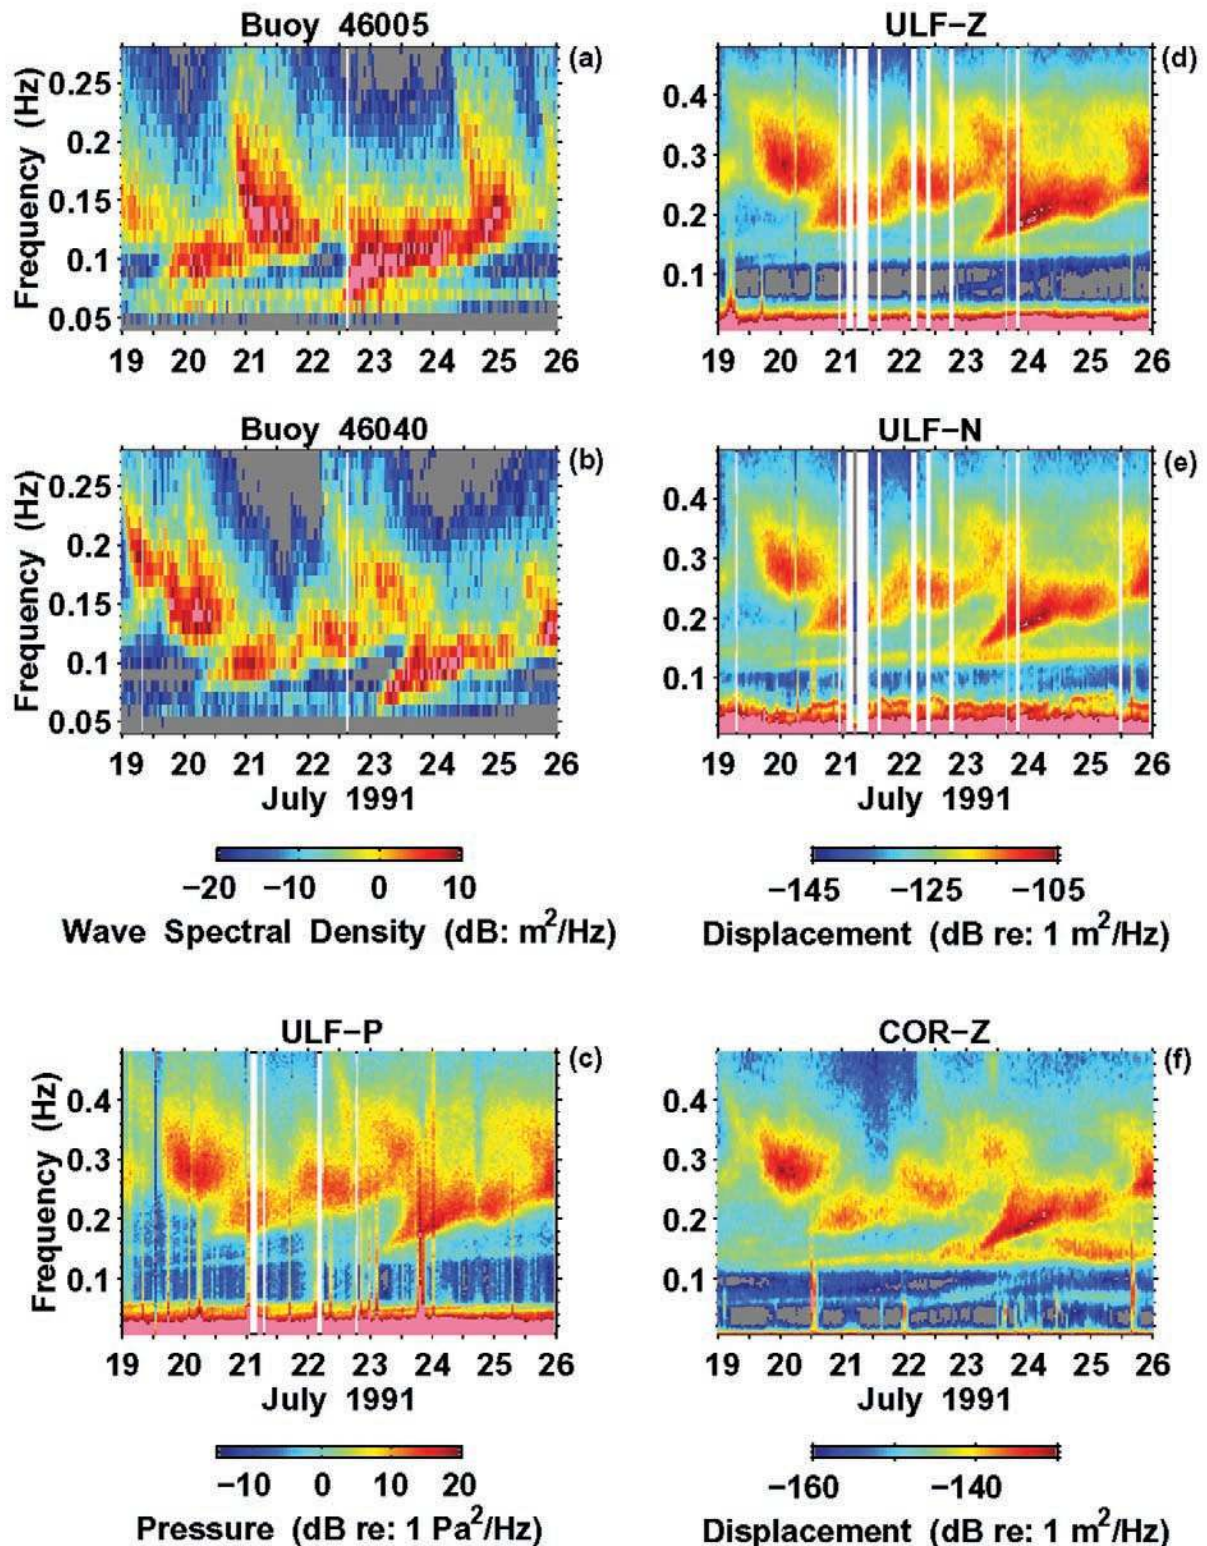 Buoy 46005
(a)
Frequency (Hz)
0.25
0.2
0.15
0.1
0.05
19 20 21 22 23 24 25 26
ULF−Z
(d)
0.4
0.3
0.2
0.1
19 20 21 22 23 24 25 26
Buoy 46040
(b)
Frequency (Hz)
0.25
0.2
0.15
0.1
0.05
19 20 21 22 23 24 25 26
July 1991
ULF−N
(e)
0.4
0.3
0.2
0.1
19 20 21 22 23 24 25 26
July 1991
−20 −10 0 10
Wave Spectral Density (dB: m²/Hz)
−145 −125 −105
Displacement (dB re: 1 m²/Hz)
ULF−P
(c)
Frequency (Hz)
0.4
0.3
0.2
0.1
19 20 21 22 23 24 25 26
July 1991
COR−Z
(f)
0.4
0.3
0.2
0.1
19 20 21 22 23 24 25 26
July 1991
−10 0 10 20
Pressure (dB re: 1 Pa²/Hz)
−160 −140
Displacement (dB re: 1 m²/Hz)